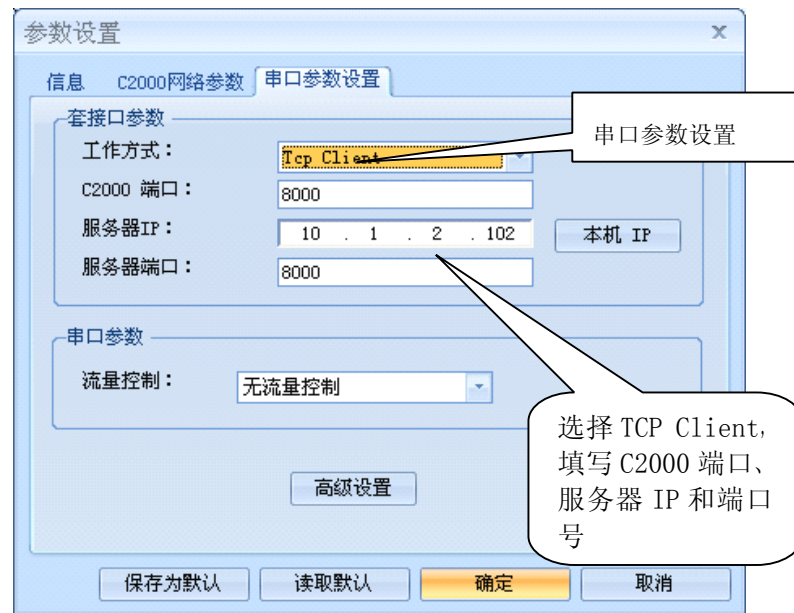 参数设置
信息 C2000网络参数 串口参数设置
套接口参数
工作方式： Tcp Client
串口参数设置
C2000 端口： 8000
服务器IP： 10 . 1 . 2 . 102 本机 IP
服务器端口： 8000
串口参数
流量控制： 无流量控制
选择 TCP Client,
填写 C2000 端口、
服务器 IP 和端口
号
高级设置
保存为默认 读取默认 确定 取消